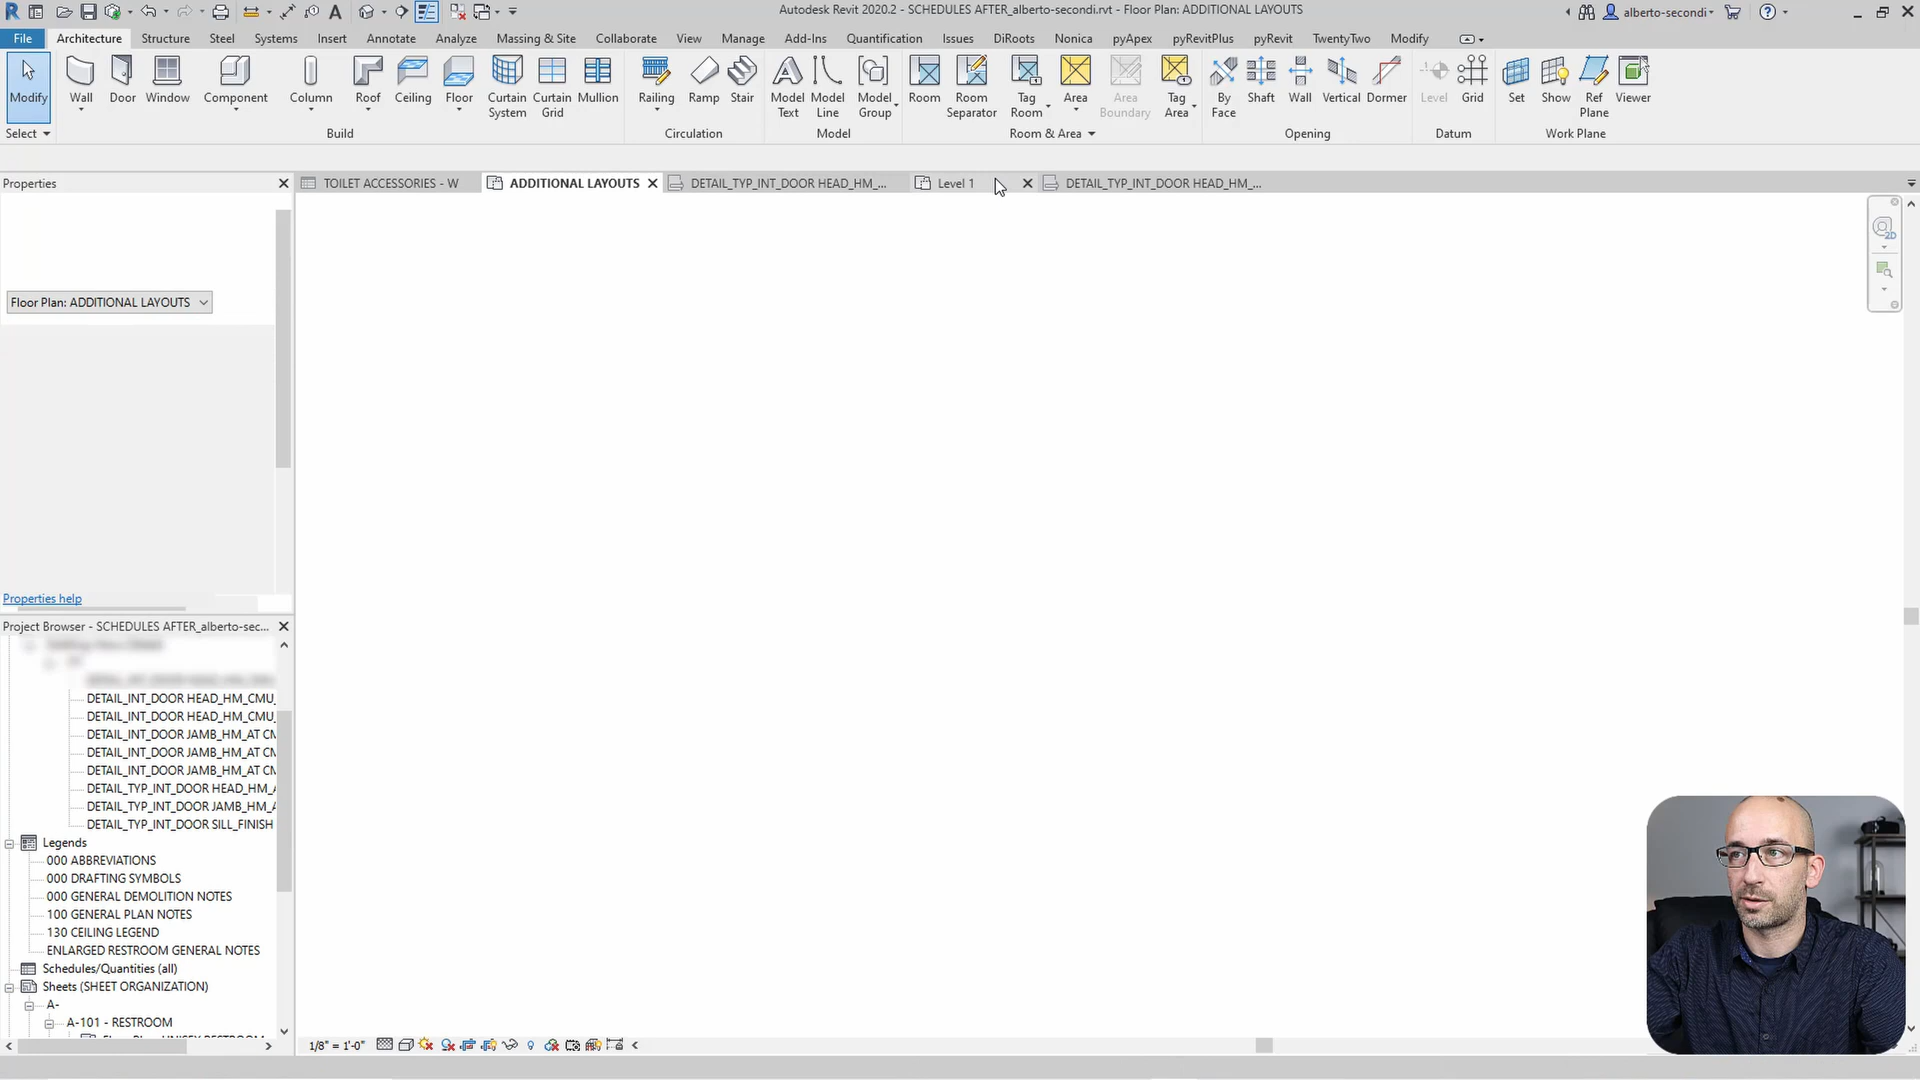 Autodesk Revit 2020.2 - SCHEDULES AFTER_alberto-secondi.rvt - Floor Plan: ADDITIONAL LAYOUTS
alberto-secondi
File Architecture Structure Steel Systems Insert Annotate Analyze Massing & Site Collaborate View Manage Add-Ins Quantification Issues DiRoots Nonica pyApex pyRevitPlus pyRevit TwentyTwo Modify
Modify Wall Door Window Component Column Roof Ceiling Floor Curtain System Curtain Grid Mullion Railing Ramp Stair Model Text Model Line Model Group Room Room Separator Tag Room Area Area Boundary Tag Area By Face Shaft Wall Vertical Dormer Level Grid Set Show Ref Plane Viewer
Select Build Circulation Model Room & Area Opening Datum Work Plane
Properties
TOILET ACCESSORIES - W
ADDITIONAL LAYOUTS
DETAIL_TYP_INT_DOOR HEAD_HM_...
Level 1
DETAIL_TYP_INT_DOOR HEAD_HM_...
2D
Floor Plan: ADDITIONAL LAYOUTS
Properties help
Project Browser - SCHEDULES AFTER_alberto-sec...
DETAIL_INT_DOOR HEAD_HM_CMU_
DETAIL_INT_DOOR HEAD_HM_CMU_
DETAIL_INT_DOOR JAMB_HM_AT CM
DETAIL_INT_DOOR JAMB_HM_AT CM
DETAIL_INT_DOOR JAMB_HM_AT CM
DETAIL_TYP_INT_DOOR HEAD_HM_A
DETAIL_TYP_INT_DOOR JAMB_HM_A
DETAIL_TYP_INT_DOOR SILL_FINISH
Legends
000 ABBREVIATIONS
000 DRAFTING SYMBOLS
000 GENERAL DEMOLITION NOTES
100 GENERAL PLAN NOTES
130 CEILING LEGEND
ENLARGED RESTROOM GENERAL NOTES
Schedules/Quantities (all)
Sheets (SHEET ORGANIZATION)
A-
A-101 - RESTROOM
1/8" = 1'-0"